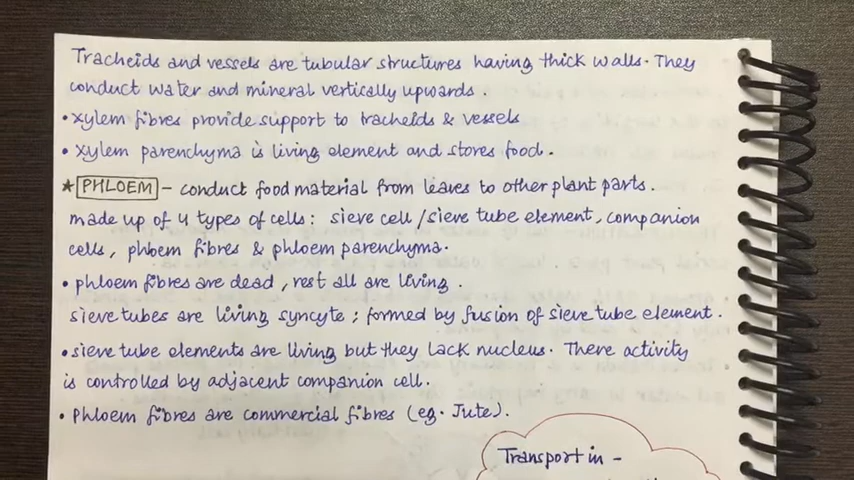 Tracheids and vessels are tubular structures having thick walls. They
conduct water and mineral vertically upwards.
• xylem fibres provide support to tracheids & vessels
• xylem parenchyma is living element and stores food.
★ PHLOEM - conduct food material from leaves to other plant parts.
made up of 4 types of cells: sieve cell/sieve tube element, companion
cells, phloem fibres & phloem parenchyma.
• phloem fibres are dead, rest all are living.
sieve tubes are living syncyte; formed by fusion of sieve tube element.
• sieve tube elements are living but they lack nucleus. There activity
is controlled by adjacent companion cell.
• Phloem fibres are commercial fibres (eg. Jute).
Transport in -